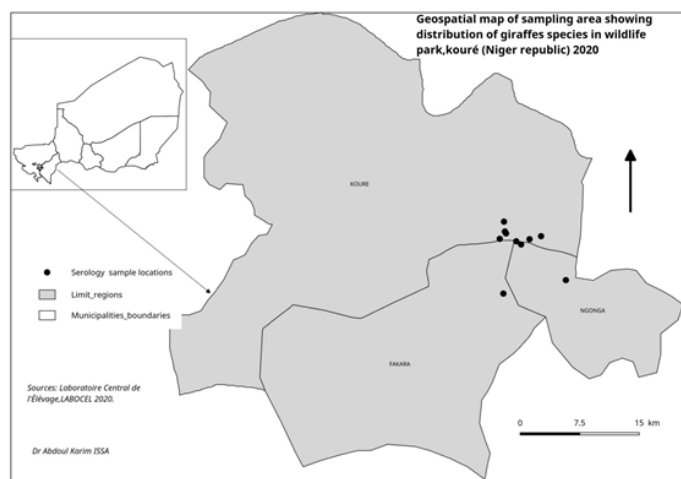 Geospatial map of sampling area showing
distribution of giraffes species in wildlife
park,kouré (Niger republic) 2020
KOURE
Serology sample locations
Limit_regions
Municipalities_boundaries
NGONGA
FAKARA
Sources: Laboratoire Central de
l'Élévage,LABOCEL 2020.
0 7.5 15 km
Dr Abdoul Karim ISSA